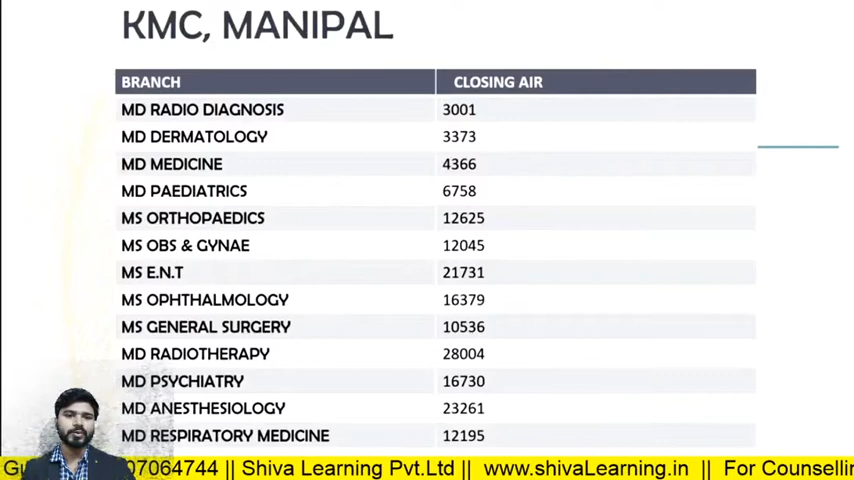 KMC, MANIPAL
BRANCH CLOSING AIR
MD RADIO DIAGNOSIS 3001
MD DERMATOLOGY 3373
MD MEDICINE 4366
MD PAEDIATRICS 6758
MS ORTHOPAEDICS 12625
MS OBS & GYNAE 12045
MS E.N.T 21731
MS OPHTHALMOLOGY 16379
MS GENERAL SURGERY 10536
MD RADIOTHERAPY 28004
MD PSYCHIATRY 16730
MD ANESTHESIOLOGY 23261
MD RESPIRATORY MEDICINE 12195
07064744 || Shiva Learning Pvt.Ltd || www.shivaLearning.in || For Counsellin